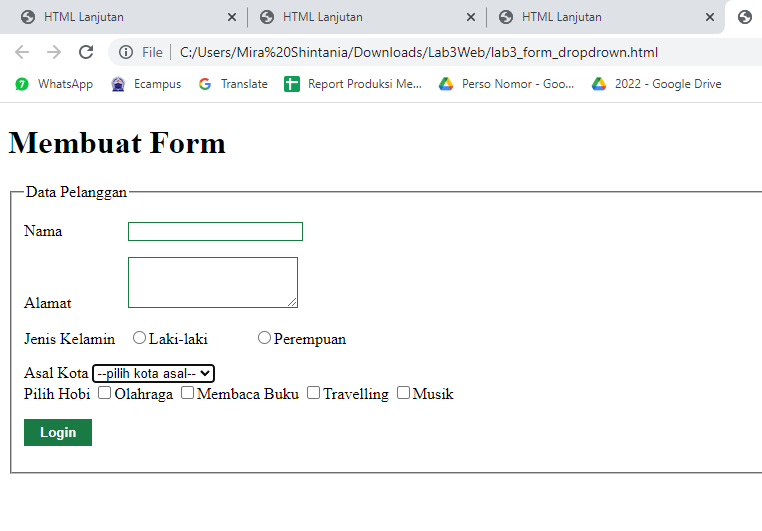 HTML Lanjutan HTML Lanjutan HTML Lanjutan
File C:/Users/Mira%20Shintania/Downloads/Lab3Web/lab3_form_dropdrown.html
WhatsApp Ecampus Translate Report Produksi Me... Perso Nomor - Goo... 2022 - Google Drive
Membuat Form
Data Pelanggan
Nama
Alamat
Jenis Kelamin Laki-laki Perempuan
Asal Kota --pilih kota asal--
Pilih Hobi Olahraga Membaca Buku Travelling Musik
Login